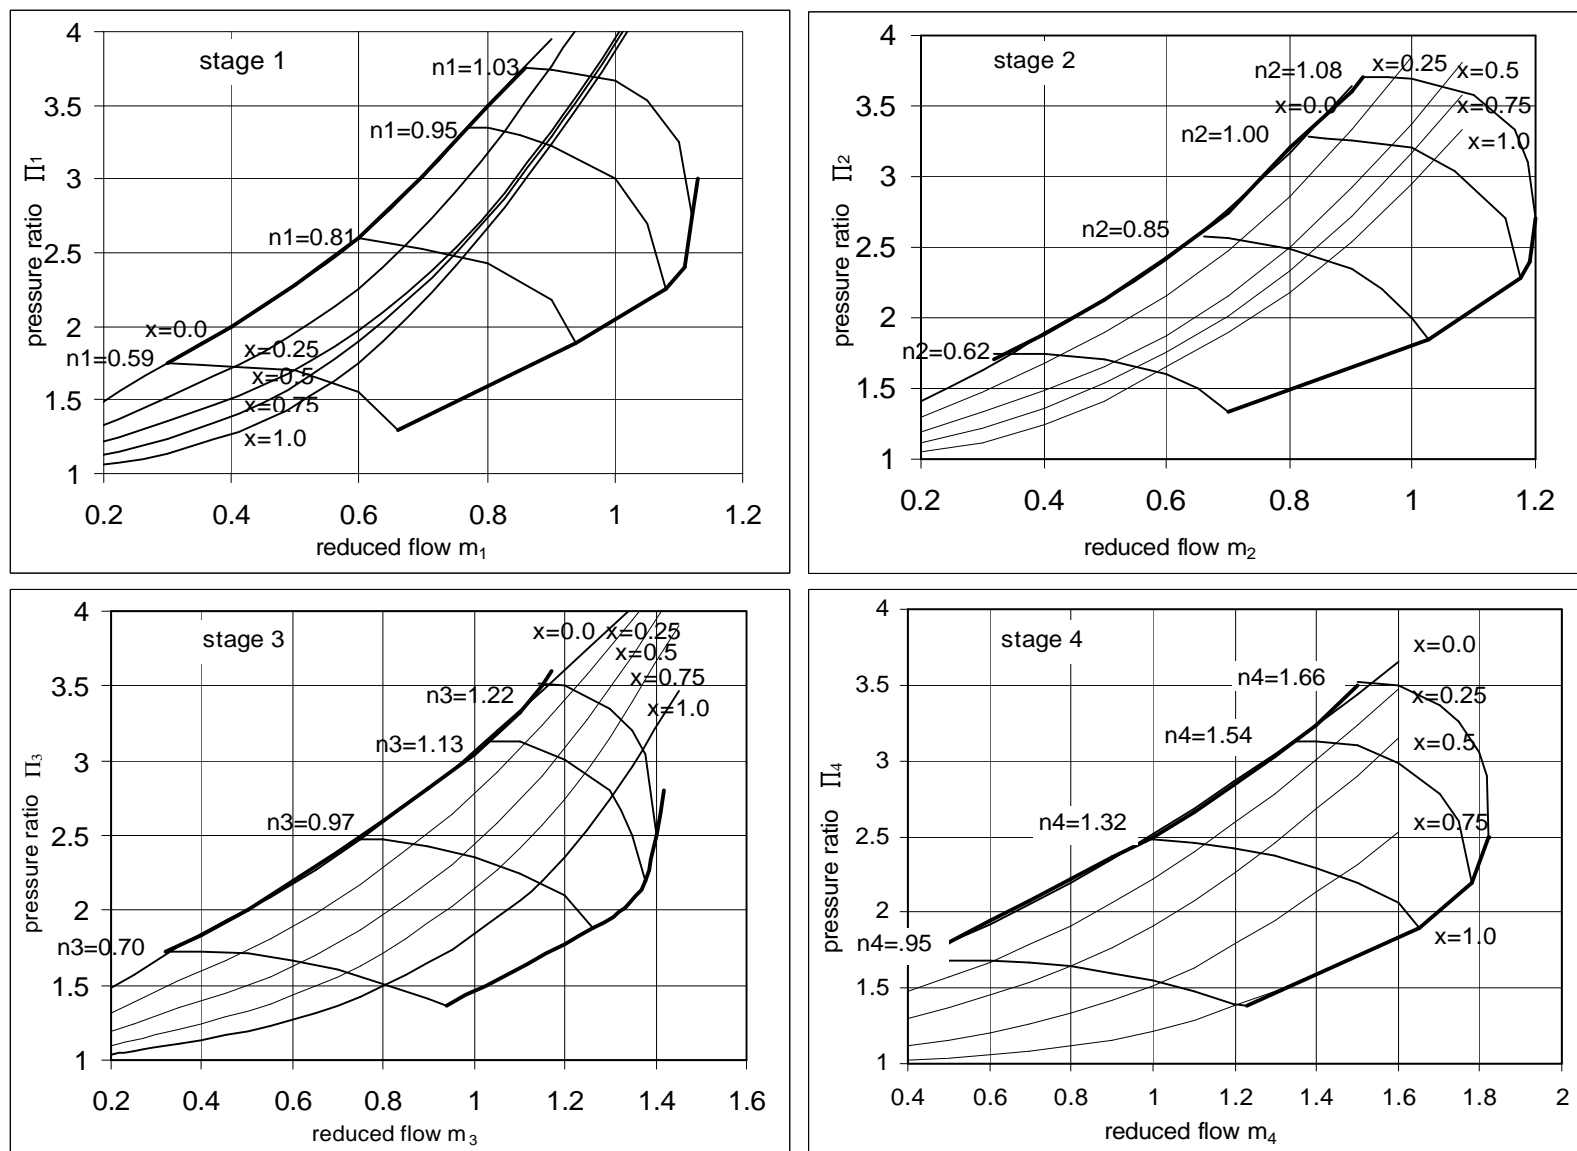 stage 1
pressure ratio Π1
4
3.5
3
2.5
2
1.5
1
n1=1.03
n1=0.95
n1=0.81
n1=0.59
x=0.0
x=0.25
x=0.5
x=0.75
x=1.0
0.2 0.4 0.6 0.8 1 1.2
reduced flow m1
stage 2
pressure ratio Π2
4
3.5
3
2.5
2
1.5
1
n2=1.08
x=0.25
x=0.5
x=0.0
x=0.75
n2=1.00
x=1.0
n2=0.85
n2=0.62
0.2 0.4 0.6 0.8 1 1.2
reduced flow m2
stage 3
pressure ratio Π3
4
3.5
3
2.5
2
1.5
1
x=0.0
x=0.25
x=0.5
x=0.75
x=1.0
n3=1.22
n3=1.13
n3=0.97
n3=0.70
0.2 0.4 0.6 0.8 1 1.2 1.4 1.6
reduced flow m3
stage 4
pressure ratio Π4
4
3.5
3
2.5
2
1.5
1
x=0.0
n4=1.66
x=0.25
n4=1.54
x=0.5
n4=1.32
x=0.75
n4=.95
x=1.0
0.4 0.6 0.8 1 1.2 1.4 1.6 1.8 2
reduced flow m4